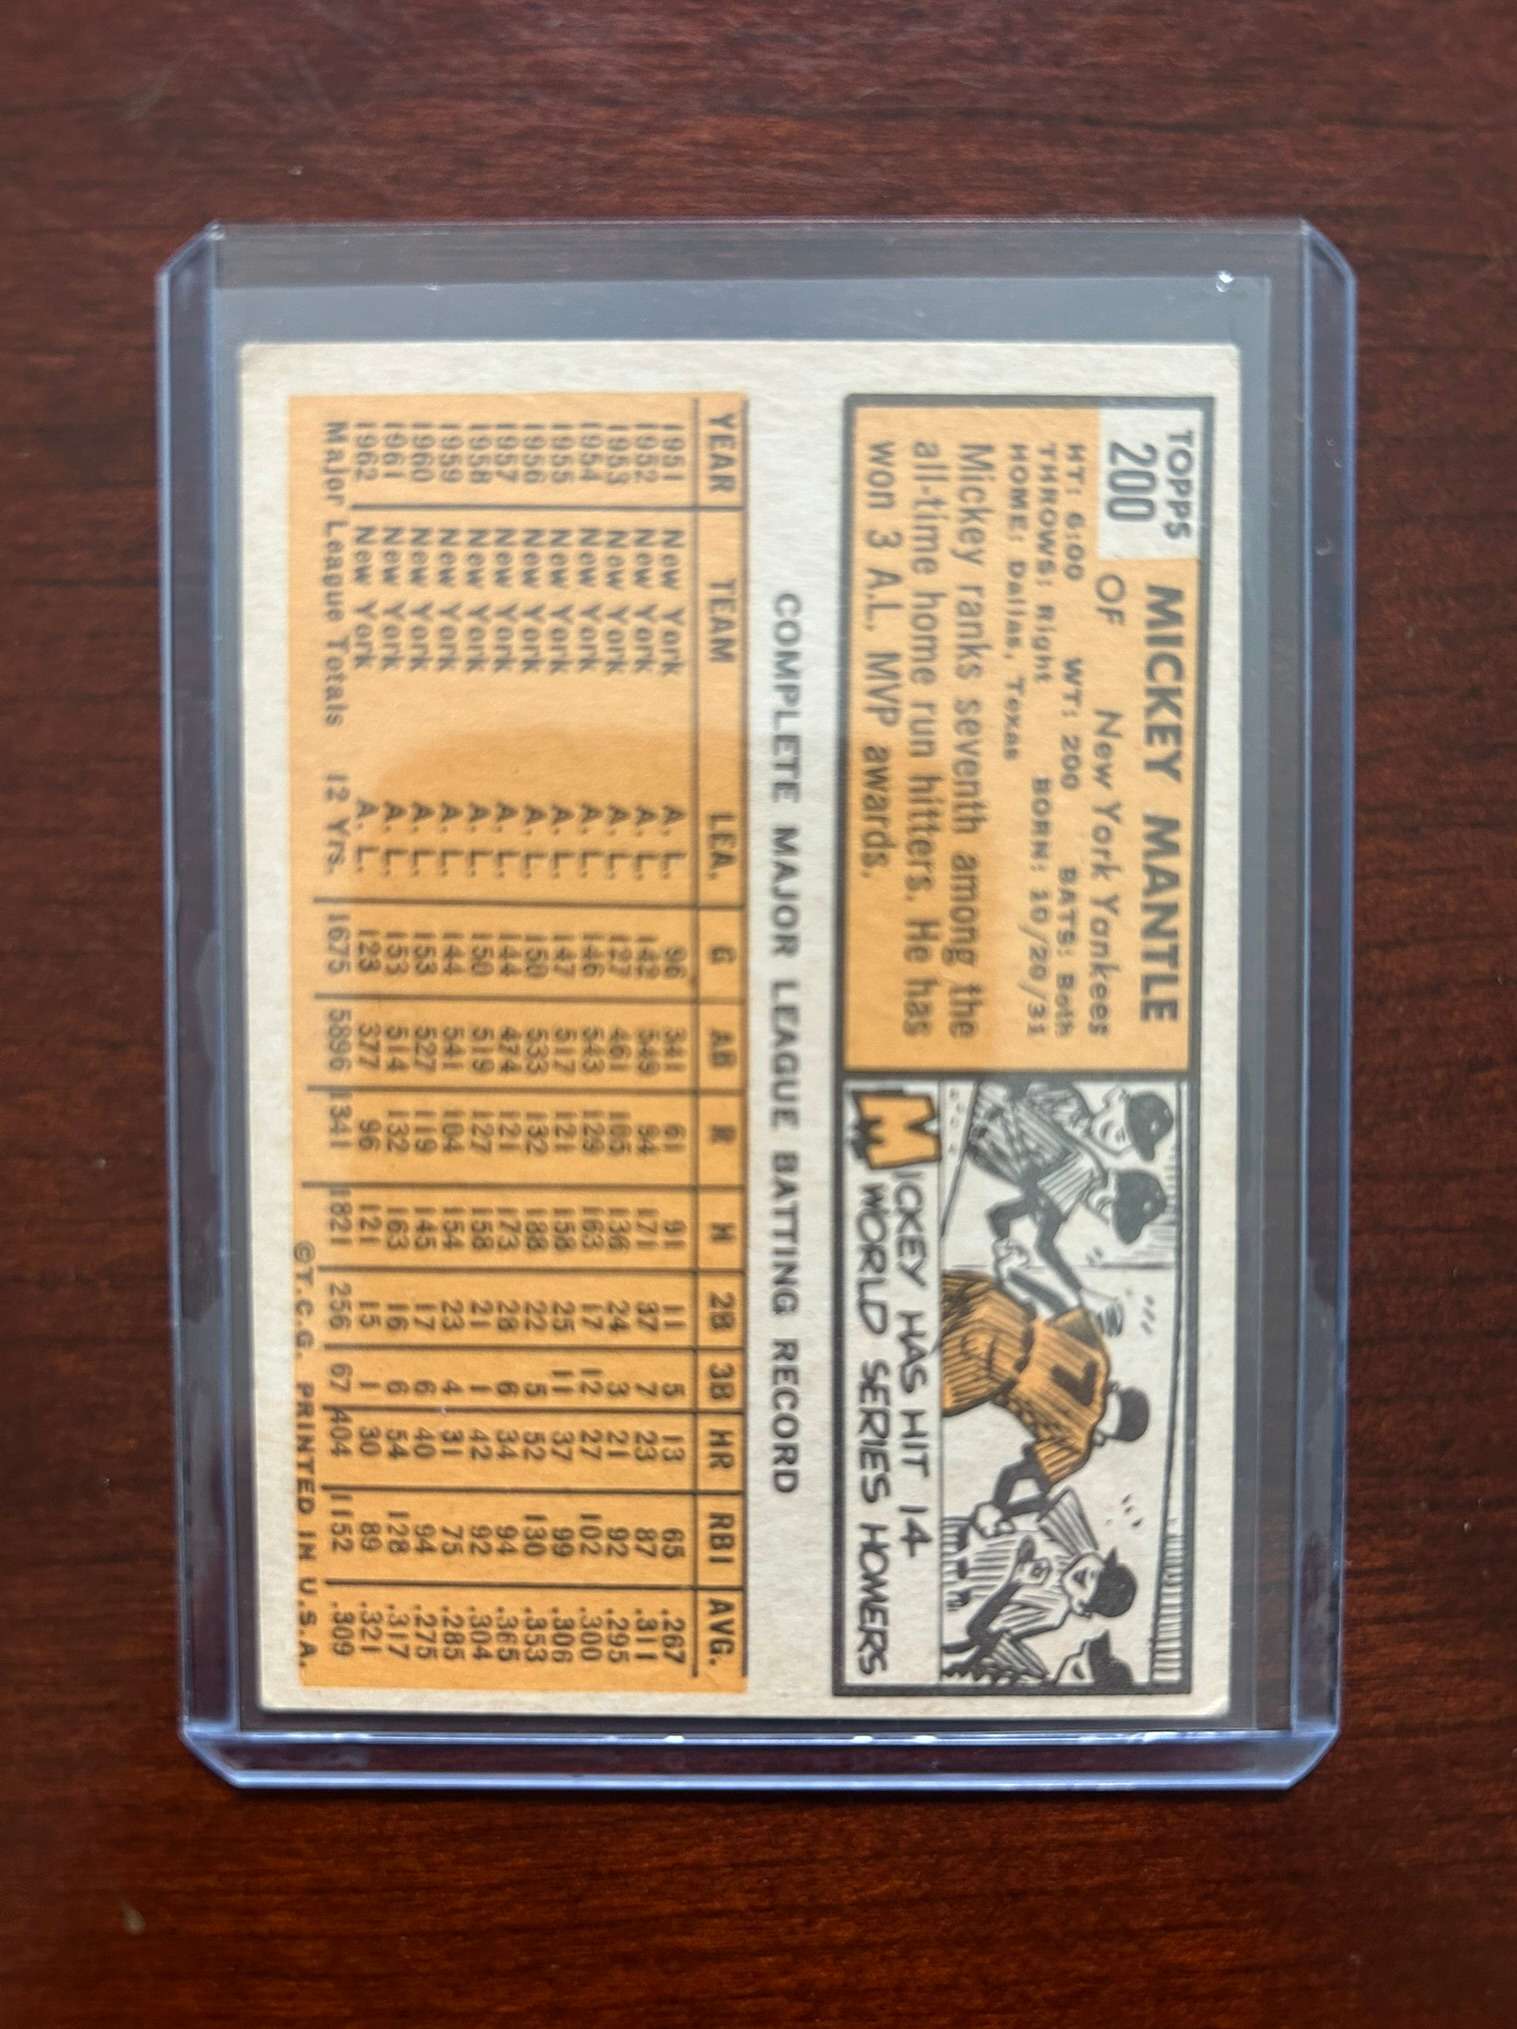 TOPPS
200
MICKEY MANTLE
OF New York Yankees
HT: 6:00 WT: 200 BATS: Both
THROWS: Right BORN: 10/20/31
HOME: Dallas, Texas
Mickey ranks seventh among the
all-time home run hitters. He has
won 3 A.L. MVP awards.
7
MICKEY HAS HIT 14
WORLD SERIES HOMERS
COMPLETE MAJOR LEAGUE BATTING RECORD
YEAR TEAM LEA. G AB R H 2B 3B HR RBI AVG.
1951 New York A. L. 96 341 61 91 11 5 13 65 .267
1952 New York A. L. 142 549 94 171 37 7 23 87 .311
1953 New York A. L. 127 461 105 136 24 3 21 92 .295
1954 New York A. L. 146 543 129 163 17 12 27 102 .300
1955 New York A. L. 147 517 121 158 25 11 37 99 .306
1956 New York A. L. 150 533 132 188 22 5 52 130 .353
1957 New York A. L. 144 474 121 173 28 6 34 94 .365
1958 New York A. L. 150 519 127 158 21 1 42 92 .304
1959 New York A. L. 144 541 104 154 23 4 31 75 .285
1960 New York A. L. 153 527 119 145 17 6 40 94 .275
1961 New York A. L. 153 514 132 163 16 6 54 128 .317
1962 New York A. L. 123 377 96 121 15 1 30 89 .321
Major League Totals 12 Yrs. 1675 5896 1341 1821 256 67 404 1152 .309
©T.C.G. PRINTED IN U.S.A.